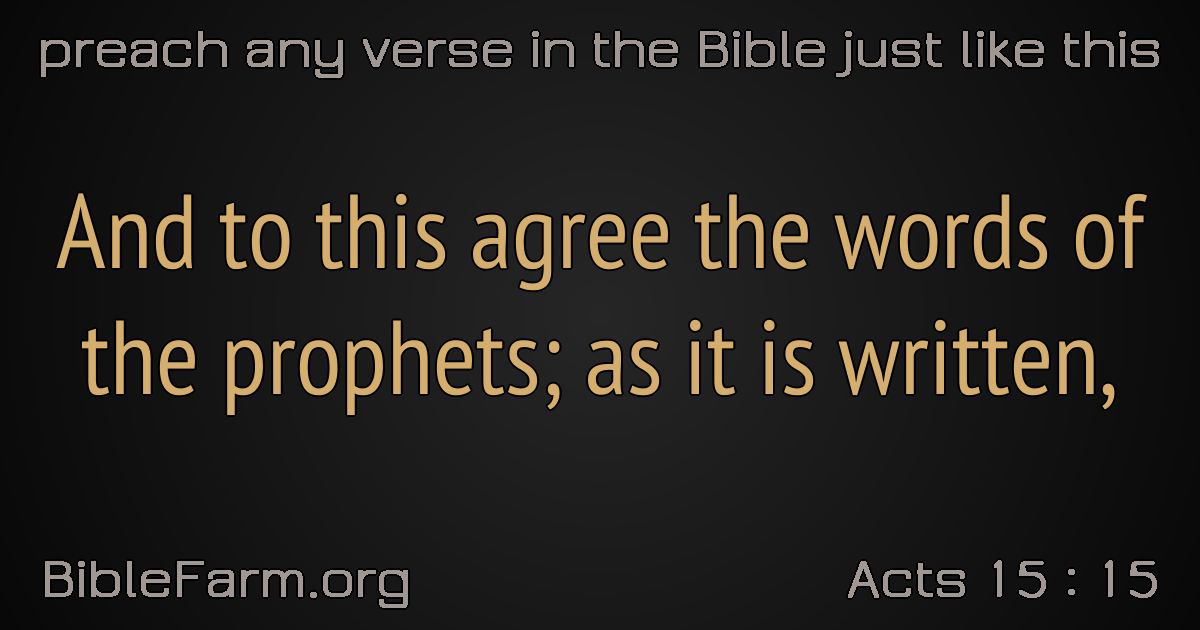 preach any verse in the Bible just like this
And to this agree the words of
the prophets; as it is written,
BibleFarm.org
Acts 15 : 15